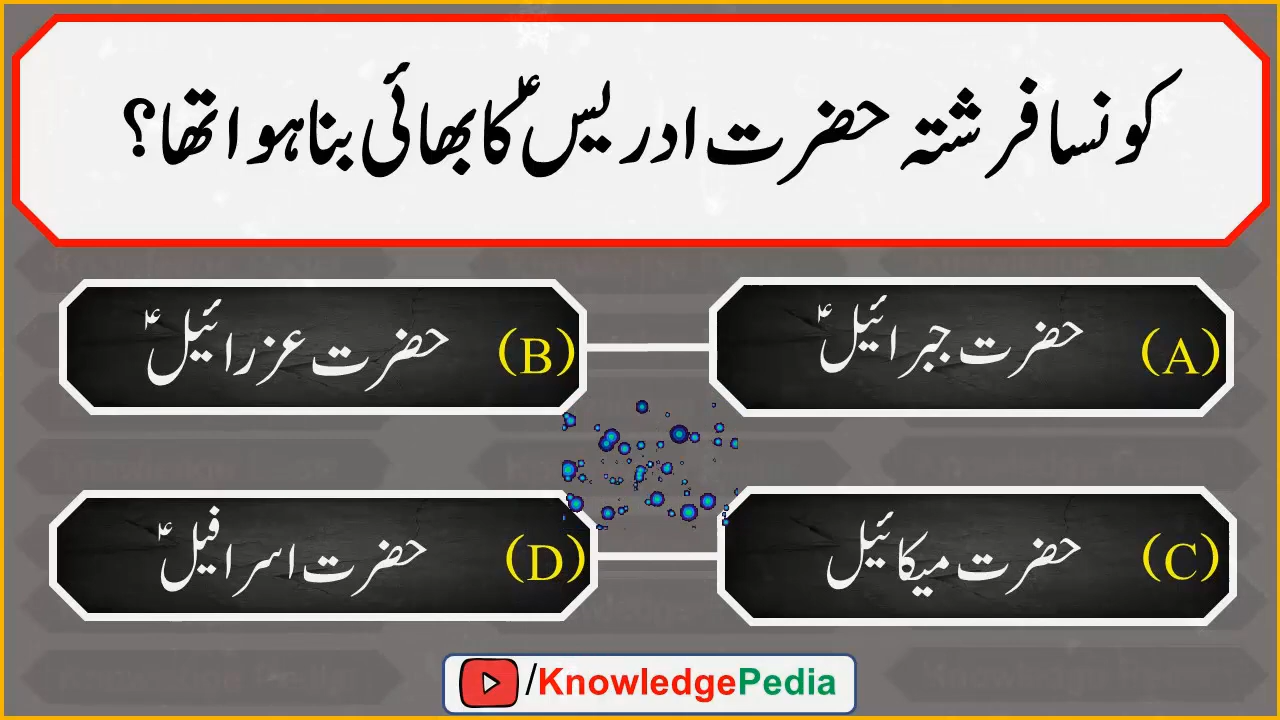 کونسا فرشتہ حضرت ادریسؑ کا بھائی بنا ہوا تھا؟
(A) حضرت جبرائیلؑ
(B) حضرت عزرائیلؑ
(C) حضرت میکائیل
(D) حضرت اسرافیلؑ
/KnowledgePedia